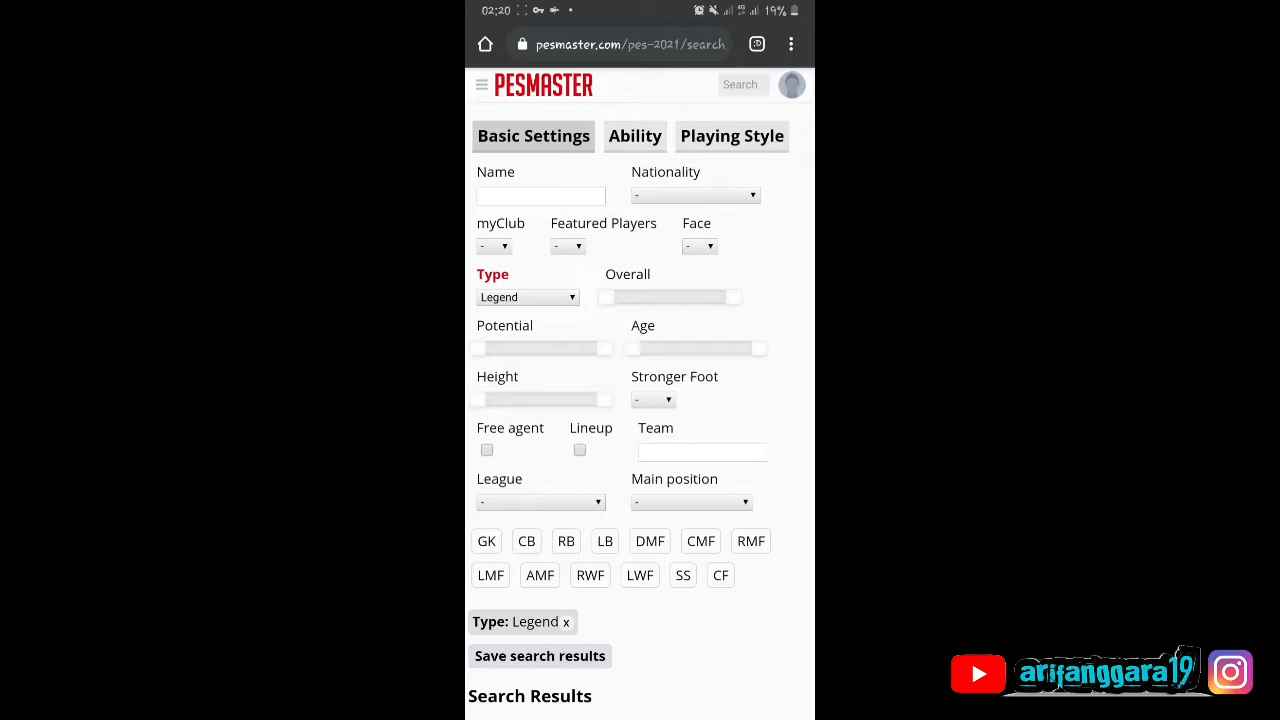 02:20 4G 19%
pesmaster.com/pes-2021/search
:D
PESMASTER Search
Basic Settings Ability Playing Style
Name Nationality
-
myClub Featured Players Face
- - -
Type Overall
Legend
Potential Age
Height Stronger Foot
-
Free agent Lineup Team
League Main position
- -
GK CB RB LB DMF CMF RMF
LMF AMF RWF LWF SS CF
Type: Legend x
Save search results
Search Results
arifanggara19